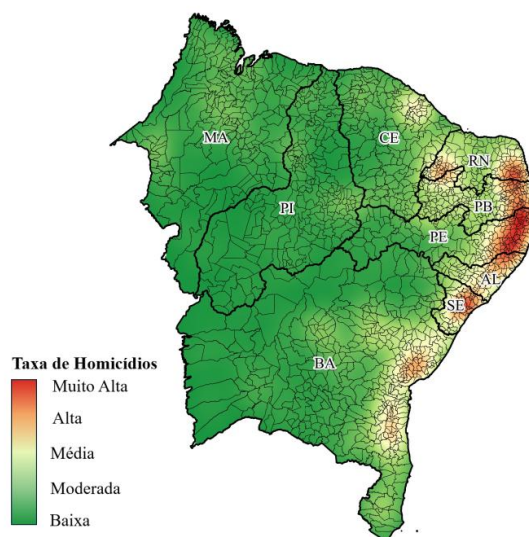 MA
CE
RN
PB
PI
PE
AL
SE
BA
Taxa de Homicídios
Muito Alta
Alta
Média
Moderada
Baixa